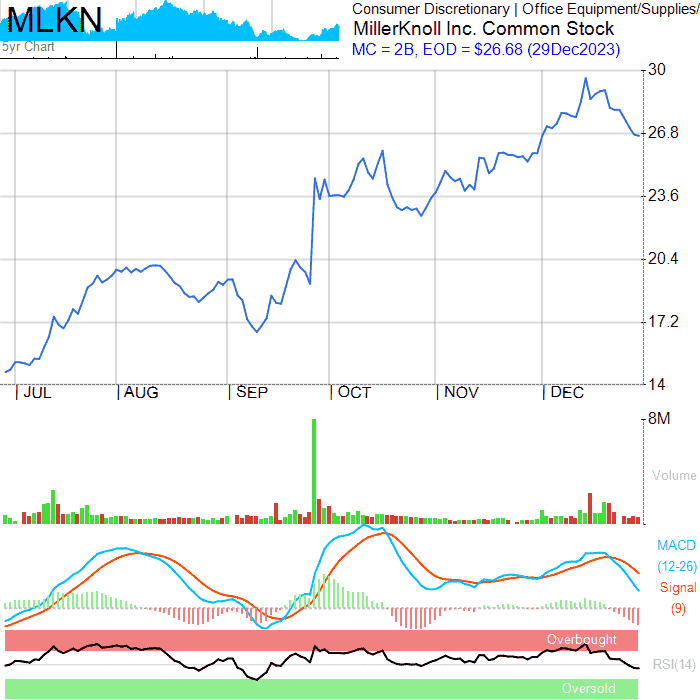 MLKN
5yr Chart
Consumer Discretionary | Office Equipment/Supplies/
MillerKnoll Inc. Common Stock
MC = 2B, EOD = $26.68 (29Dec2023)
30
26.8
23.6
20.4
17.2
14
JUL AUG SEP OCT NOV DEC
8M
Volume
MACD
(12-26)
Signal
(9)
Overbought
RSI(14)
Oversold